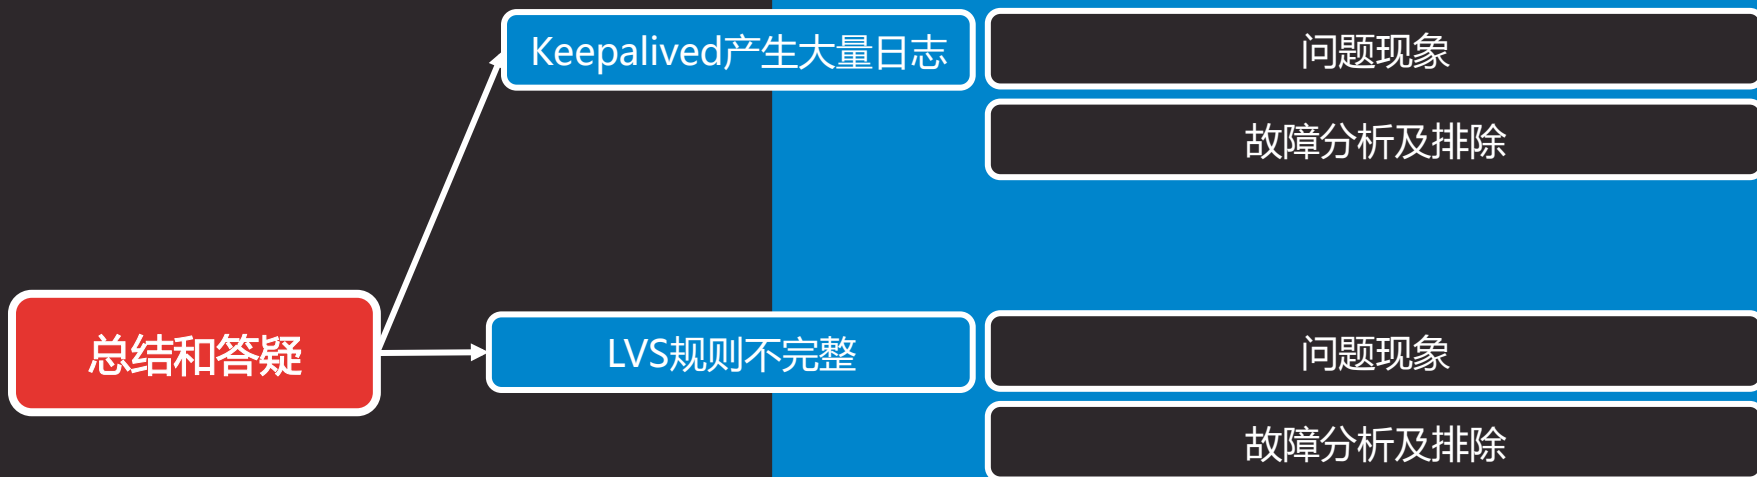 Keepalived产生大量日志
问题现象
故障分析及排除
总结和答疑
LVS规则不完整
问题现象
故障分析及排除